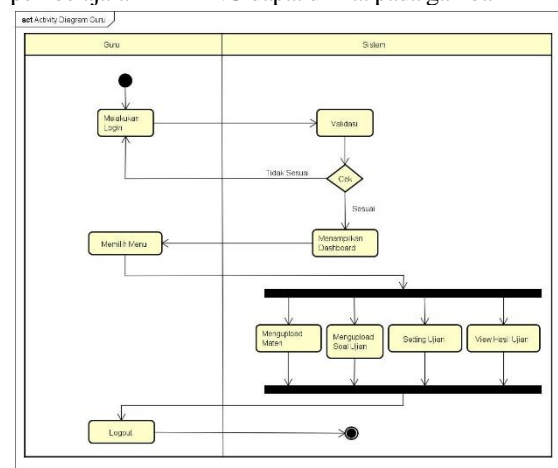 act Activity Diagram Guru
Guru
Sistem
Melakukan
Login
Validasi
Tidak Sesuai
Cek
Sesuai
Memilih Menu
Menampilkan
Dashboard
Mengupload
Materi
Mengupload
Soal Ujian
Seting Ujian
View Hasil Ujian
Logout